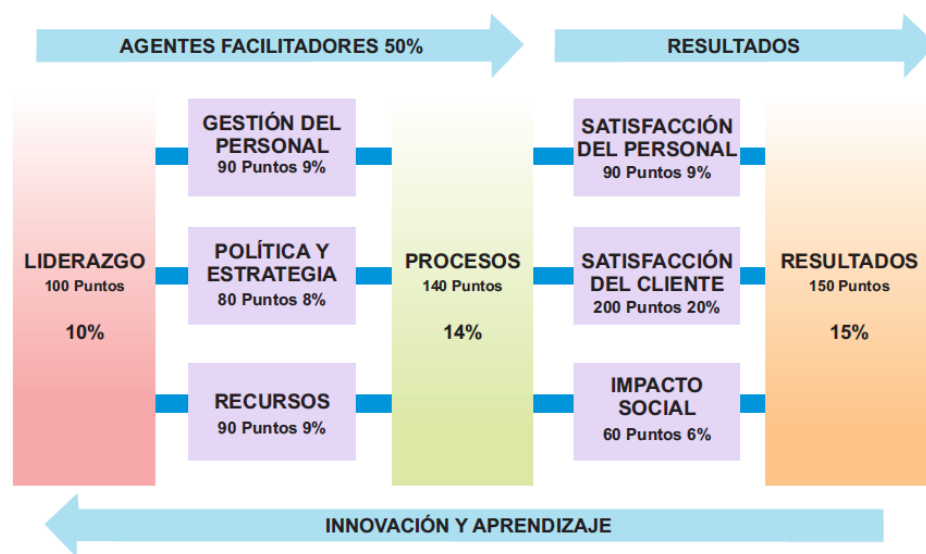 AGENTES FACILITADORES 50%
RESULTADOS
LIDERAZGO
100 Puntos
10%
GESTIÓN DEL
PERSONAL
90 Puntos 9%
POLÍTICA Y
ESTRATEGIA
80 Puntos 8%
RECURSOS
90 Puntos 9%
PROCESOS
140 Puntos
14%
SATISFACCIÓN
DEL PERSONAL
90 Puntos 9%
SATISFACCIÓN
DEL CLIENTE
200 Puntos 20%
IMPACTO
SOCIAL
60 Puntos 6%
RESULTADOS
150 Puntos
15%
INNOVACIÓN Y APRENDIZAJE